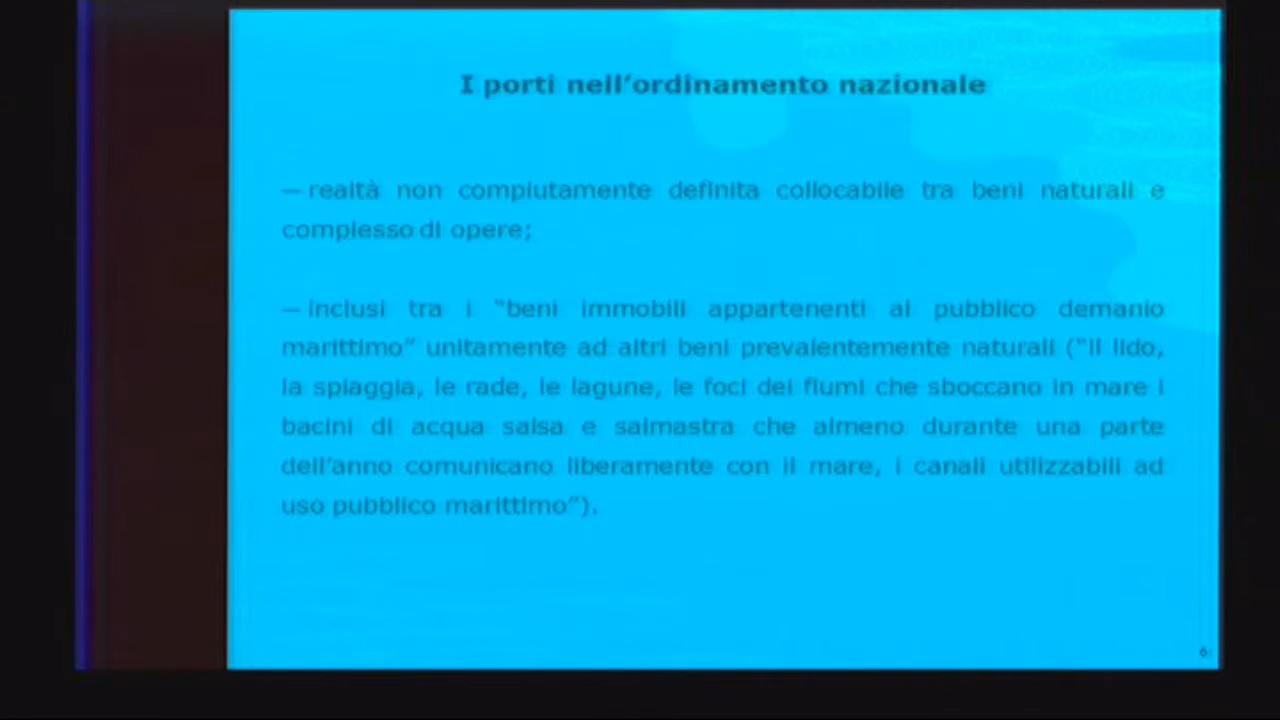 I porti nell’ordinamento nazionale
— realtà non compiutamente definita collocabile tra beni naturali e
complesso di opere;
— inclusi tra i “beni immobili appartenenti al pubblico demanio
marittimo” unitamente ad altri beni prevalentemente naturali (“il lido,
la spiaggia, le rade, le lagune, le foci dei fiumi che sboccano in mare i
bacini di acqua salsa e salmastra che almeno durante una parte
dell’anno comunicano liberamente con il mare, i canali utilizzabili ad
uso pubblico marittimo”).
6